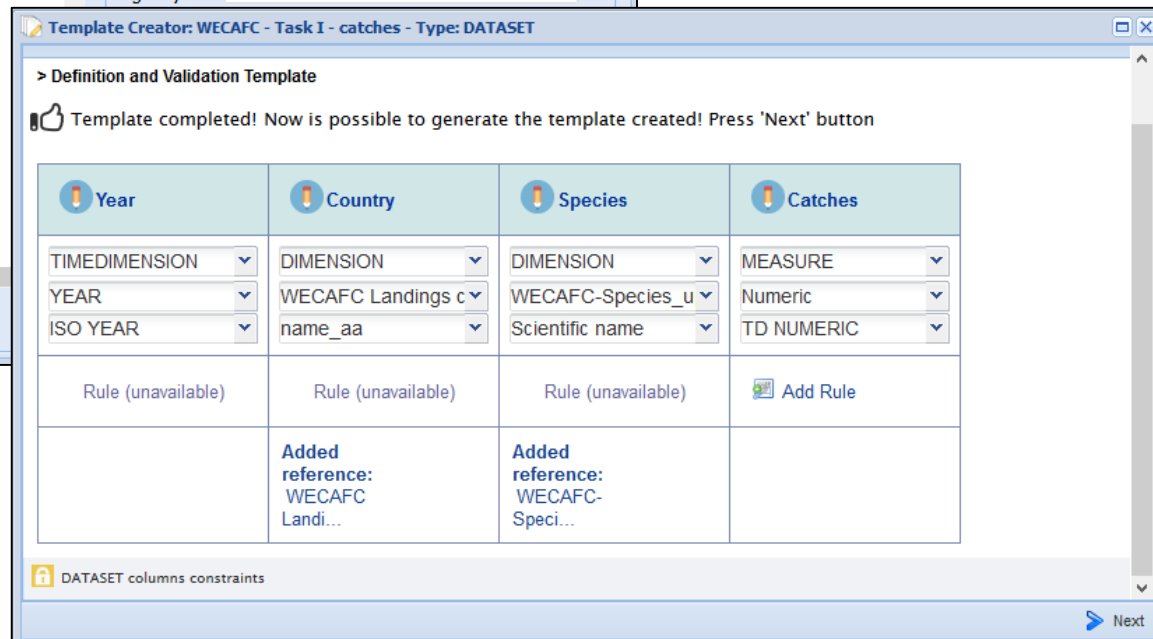 Template Creator: WECAFC - Task I - catches - Type: DATASET
> Definition and Validation Template
Template completed! Now is possible to generate the template created! Press 'Next' button
Year Country Species Catches
TIMEDIMENSION DIMENSION DIMENSION MEASURE
YEAR WECAFC Landings c WECAFC-Species_u Numeric
ISO YEAR name_aa Scientific name TD NUMERIC
Rule (unavailable) Rule (unavailable) Rule (unavailable) Add Rule
Added Added
reference: reference:
WECAFC WECAFC-
Landi... Speci...
DATASET columns constraints
Next